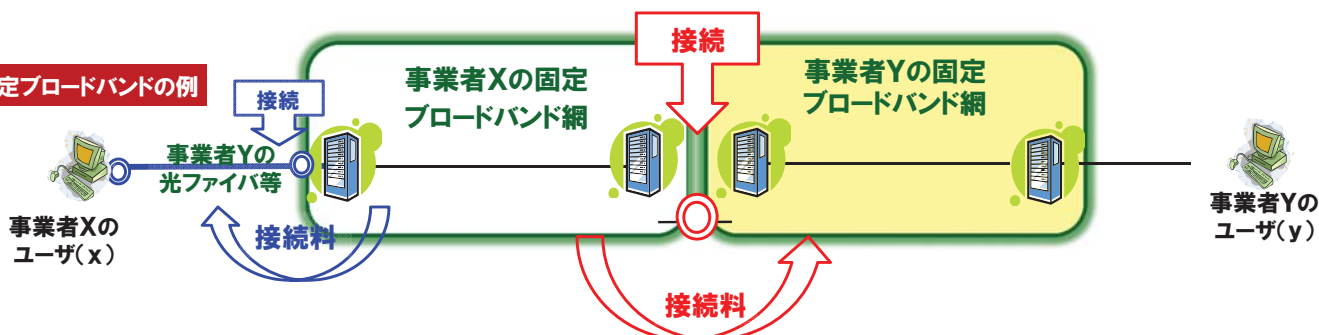 接続
定ブロードバンドの例
事業者Xの固定
ブロードバンド網
事業者Yの固定
ブロードバンド網
接続
事業者Yの
光ファイバ等
事業者Xの
ユーザ(x)
事業者Yの
ユーザ(y)
接続料
接続料